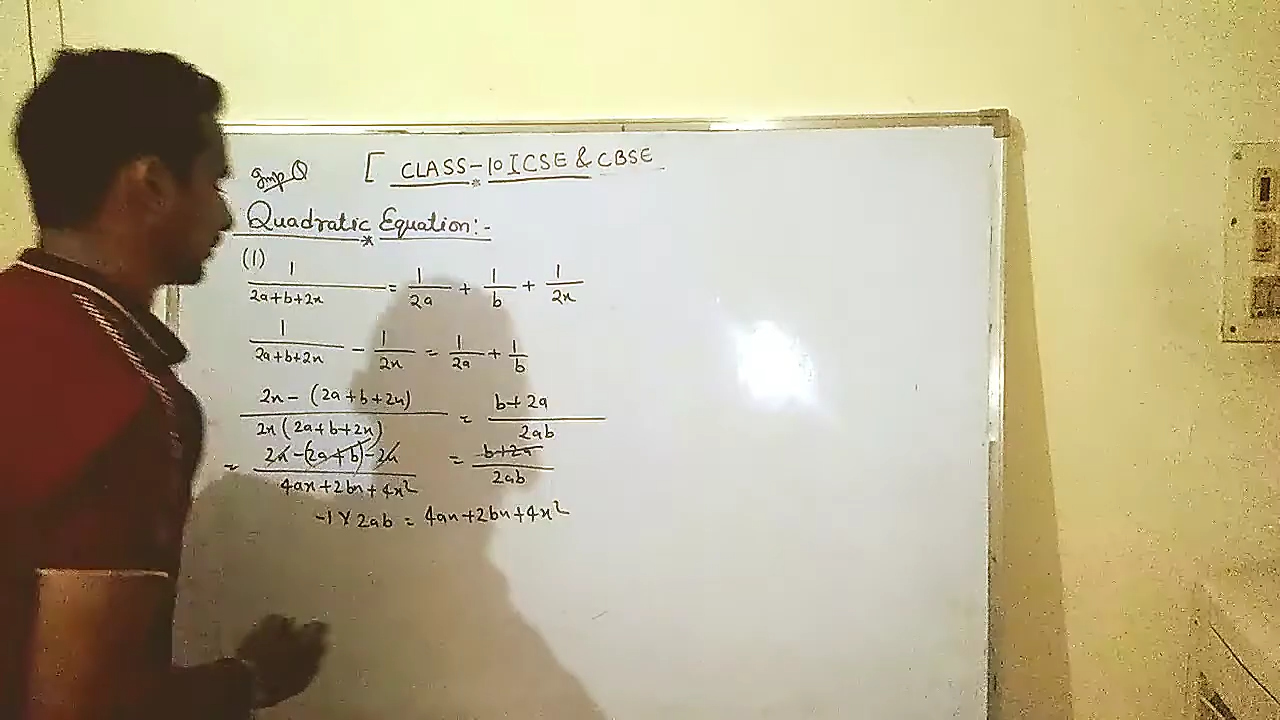 Imp Q [ CLASS-10 ICSE & CBSE
Quadratic Equation:-
(1) 1/(2a+b+2x) = 1/2a + 1/b + 1/2x
1/(2a+b+2x) - 1/2x = 1/2a + 1/b
(2x-(2a+b+2x))/(2x(2a+b+2x)) = (b+2a)/2ab
= (2x-(2a+b)-2x)/(4ax+2bx+4x²) = (b+2a)/2ab
-1 × 2ab = 4ax+2bx+4x²